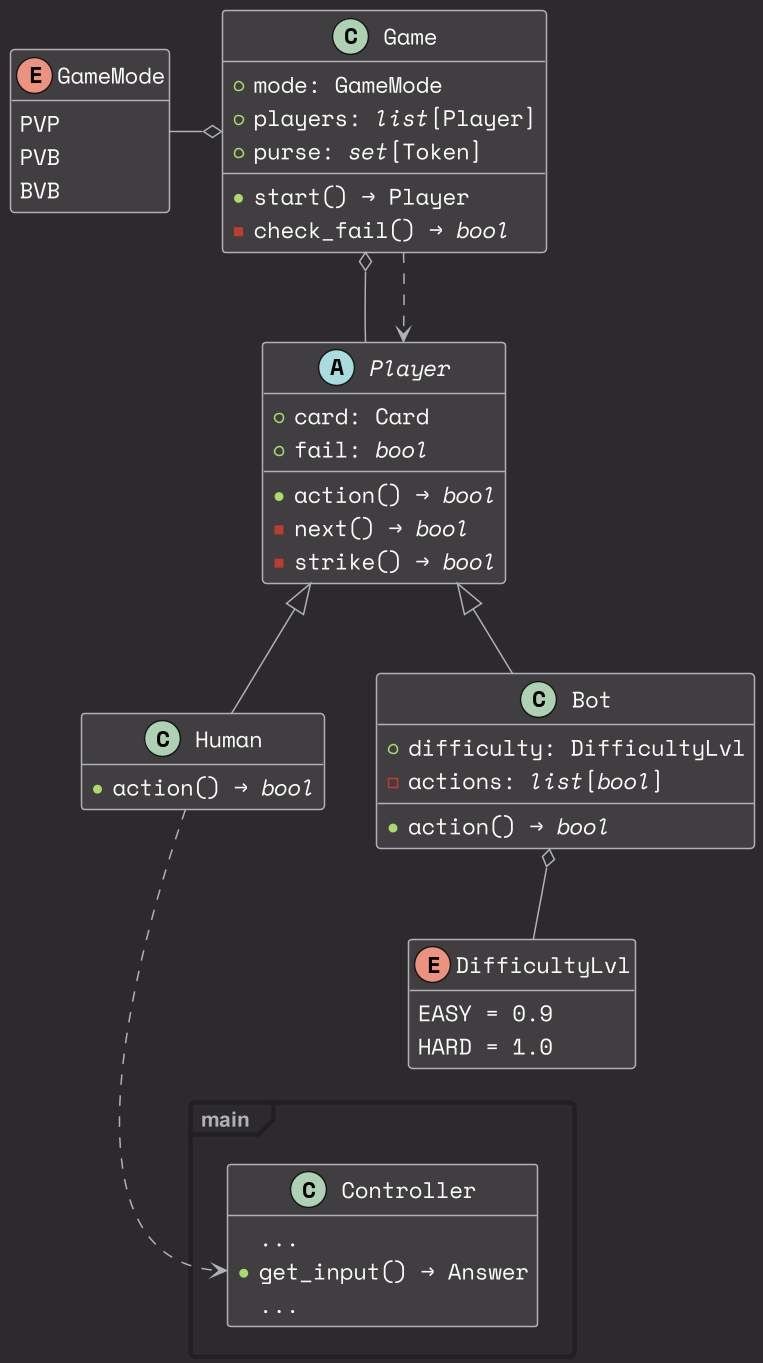 C Game
mode: GameMode
players: list[Player]
purse: set[Token]
start() → Player
check_fail() → bool
E GameMode
PVP
PVB
BVB
A Player
card: Card
fail: bool
action() → bool
next() → bool
strike() → bool
C Human
action() → bool
C Bot
difficulty: DifficultyLvl
actions: list[bool]
action() → bool
E DifficultyLvl
EASY = 0.9
HARD = 1.0
main
C Controller
...
get_input() → Answer
...